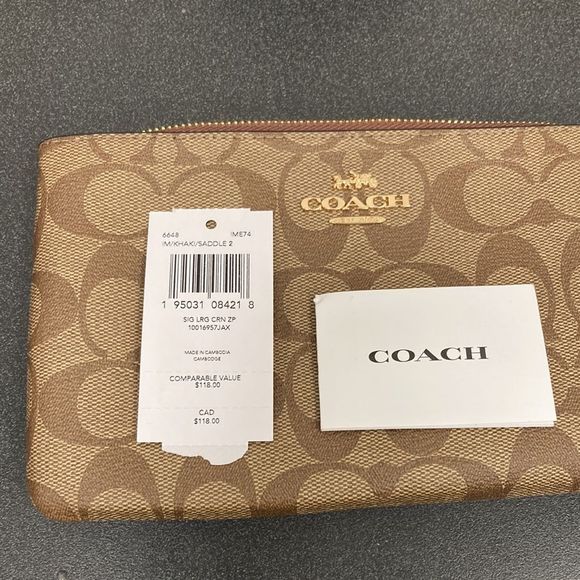 COACH
6648 IME74
IM/KHAKI/SADDLE 2
1 95031 08421 8
SIG LRG CRN ZP
10016957JAX
MADE IN CAMBODIA
CAMBODGE
COMPARABLE VALUE
$118.00
CAD
$118.00
COACH